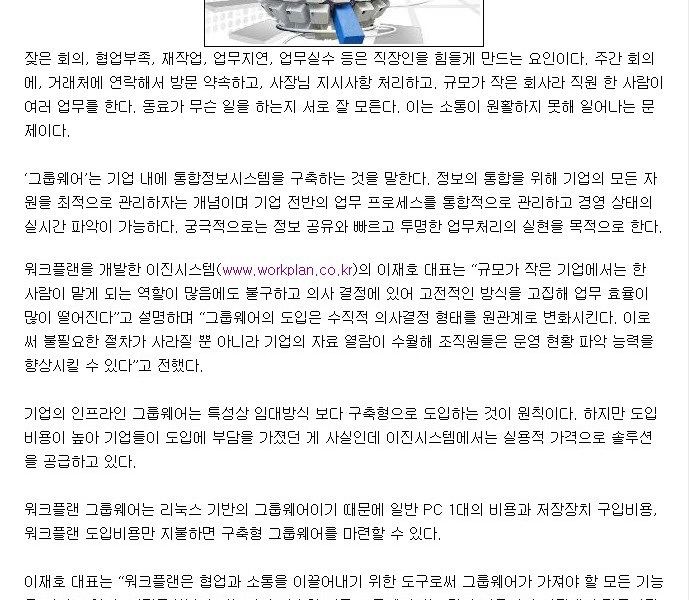 잦은 회의, 협업부족, 재작업, 업무지연, 업무실수 등은 직장인을 힘들게 만드는 요인이다. 주간 회의
에, 거래처에 연락해서 방문 약속하고, 사장님 지시사항 처리하고. 규모가 작은 회사라 직원 한 사람이
여러 업무를 한다. 동료가 무슨 일을 하는지 서로 잘 모른다. 이는 소통이 원활하지 못해 일어나는 문
제이다.
‘그룹웨어’는 기업 내에 통합정보시스템을 구축하는 것을 말한다. 정보의 통합을 위해 기업의 모든 자
원을 최적으로 관리하자는 개념이며 기업 전반의 업무 프로세스를 통합적으로 관리하고 경영 상태의
실시간 파악이 가능하다. 궁극적으로는 정보 공유와 빠르고 투명한 업무처리의 실현을 목적으로 한다.
워크플랜을 개발한 이진시스템(www.workplan.co.kr)의 이재호 대표는 “규모가 작은 기업에서는 한
사람이 맡게 되는 역할이 많음에도 불구하고 의사 결정에 있어 고전적인 방식을 고집해 업무 효율이
많이 떨어진다”고 설명하며 “그룹웨어의 도입은 수직적 의사결정 형태를 원관계로 변화시킨다. 이로
써 불필요한 절차가 사라질 뿐 아니라 기업의 자료 열람이 수월해 조직원들은 운영 현황 파악 능력을
향상시킬 수 있다”고 전했다.
기업의 인프라인 그룹웨어는 특성상 임대방식 보다 구축형으로 도입하는 것이 원칙이다. 하지만 도입
비용이 높아 기업들이 도입에 부담을 가졌던 게 사실인데 이진시스템에서는 실용적 가격으로 솔루션
을 공급하고 있다.
워크플랜 그룹웨어는 리눅스 기반의 그룹웨어이기 때문에 일반 PC 1대의 비용과 저장장치 구입비용,
워크플랜 도입비용만 지불하면 구축형 그룹웨어를 마련할 수 있다.
이재호 대표는 “워크플랜은 협업과 소통을 이끌어내기 위한 도구로써 그룹웨어가 가져야 할 모든 기능